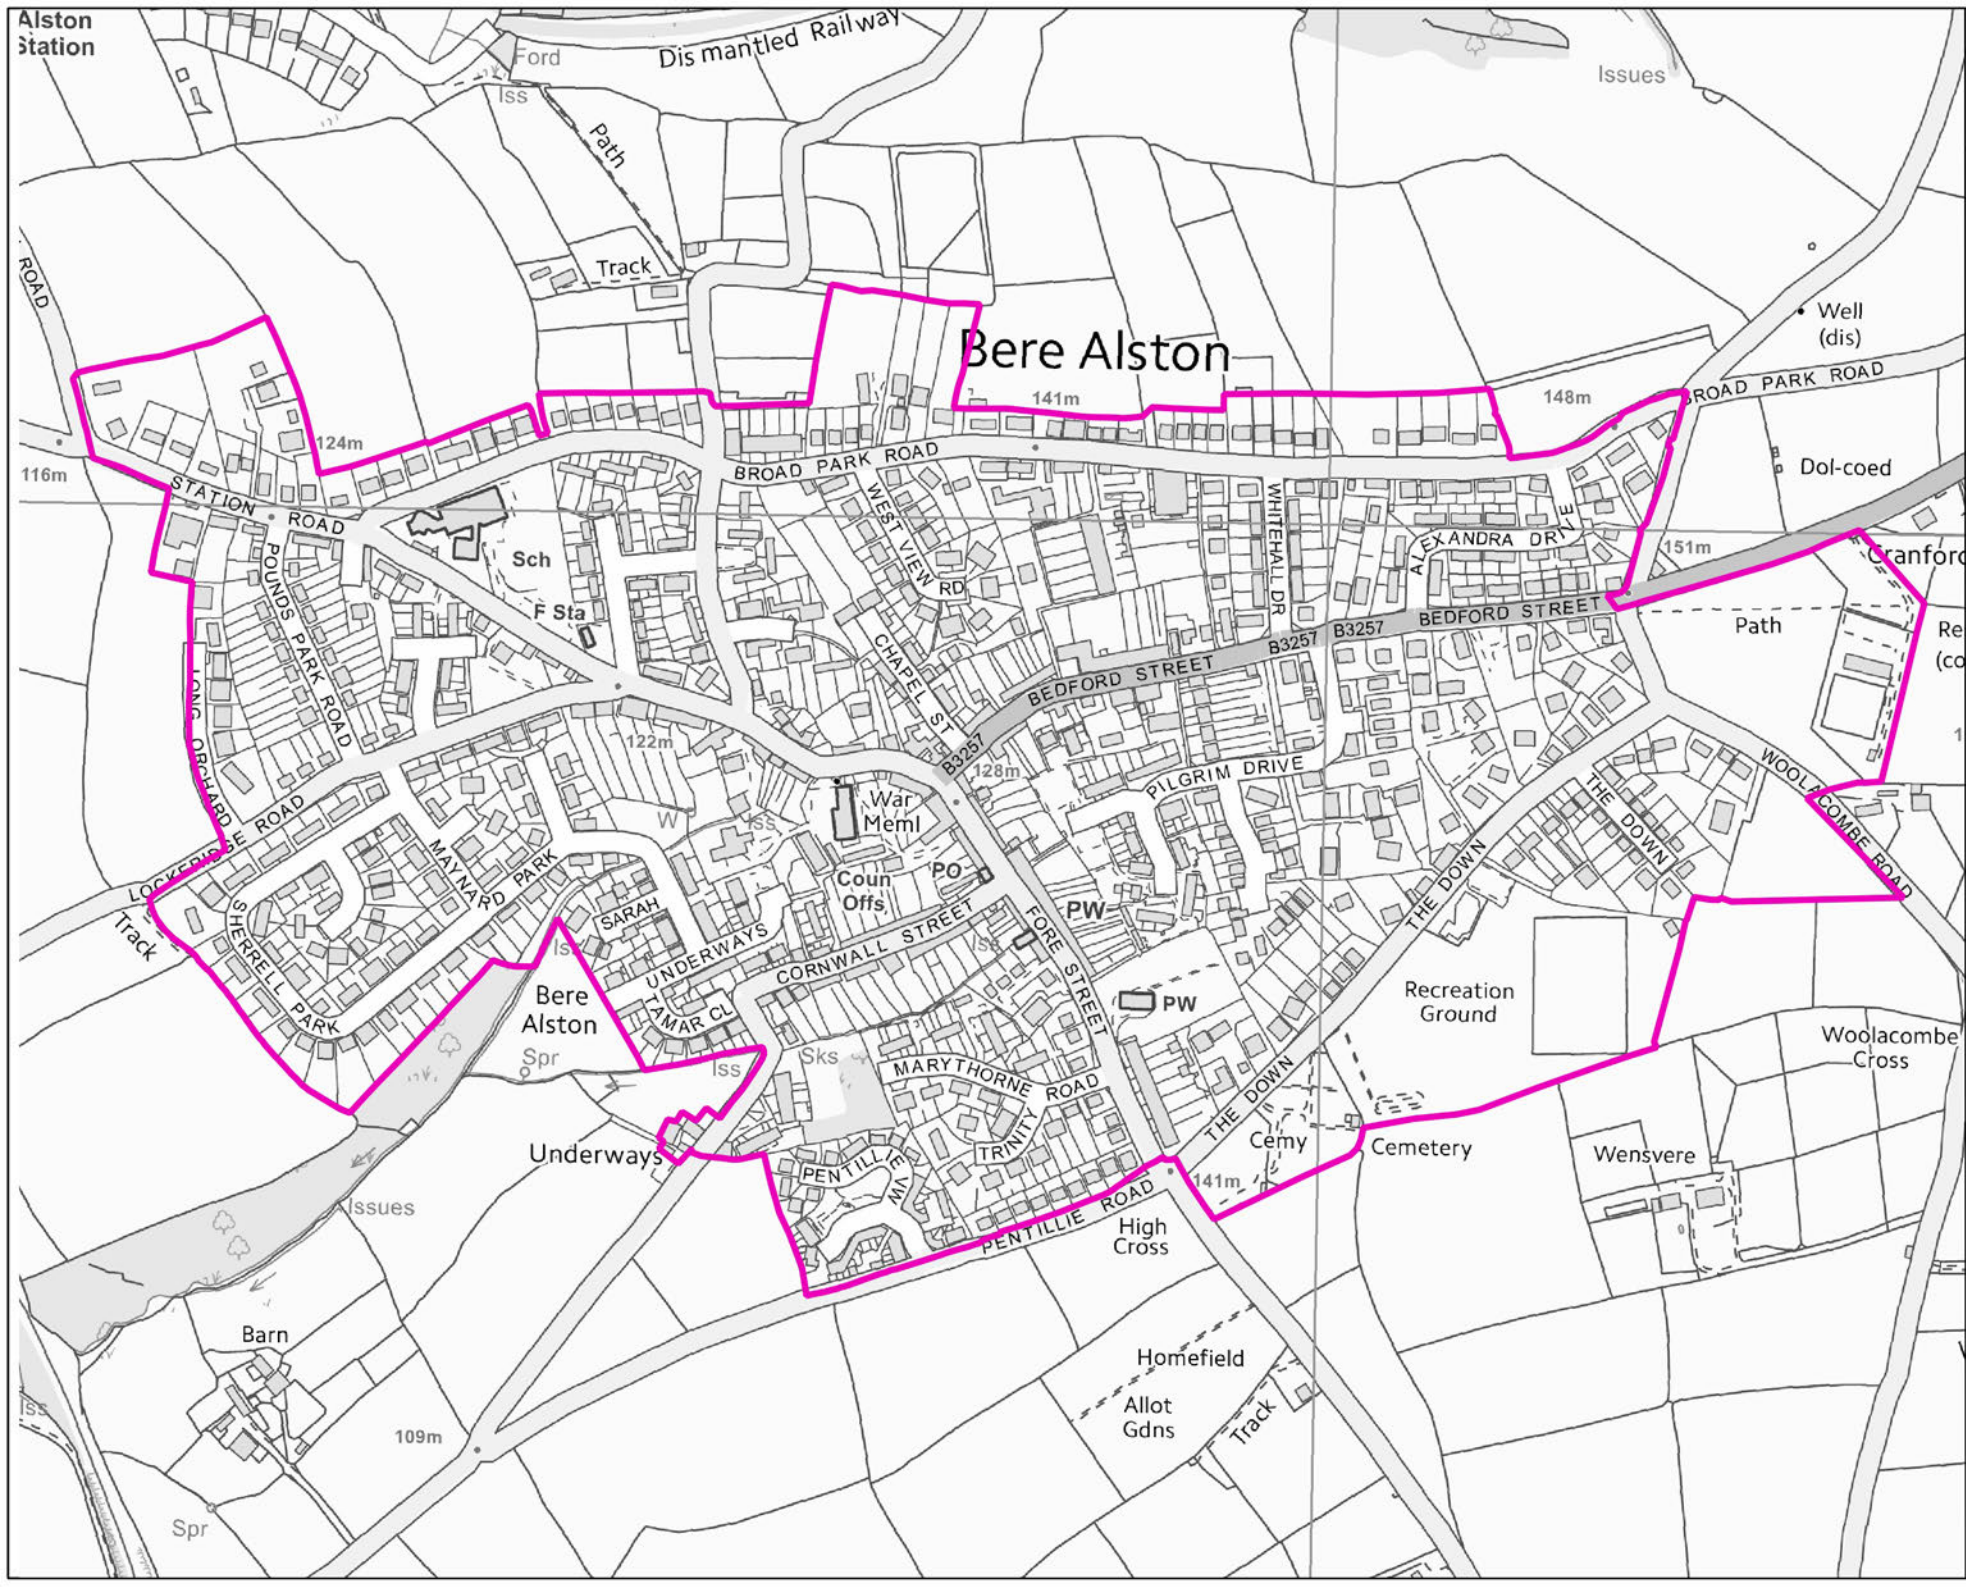 Alston
Station
Dismantled Railway
Ford
Iss
Issues
Path
ROAD
Track
Well
(dis)
Bere Alston
141m
148m
BROAD PARK ROAD
124m
116m
STATION ROAD
BROAD PARK ROAD
Dol-coed
WEST VIEW RD
WHITEHALL DR
ALEXANDRA DRIVE
151m
Cranford
Sch
F Sta
POUNDS PARK ROAD
CHAPEL ST
B3257
B3257
BEDFORD STREET
Path
Re
(co
BEDFORD STREET
LONG ORCHARD
122m
B3257
128m
PILGRIM DRIVE
THE DOWN
WOOLACOMBE ROAD
War
Meml
W
Iss
LOCKERIDGE ROAD
MAYNARD PARK
PO
Coun
Offs
THE DOWN
Track
SHERRELL PARK
SARAH
Iss
UNDERWAYS
CORNWALL STREET
Iss
FORE STREET
PW
PW
TAMAR CL
Bere
Alston
Recreation
Ground
Woolacombe
Cross
Spr
Iss
Sks
MARYTHORNE ROAD
THE DOWN
TRINITY
Cemy
Cemetery
Underways
PENTILLIE VW
Wensvere
141m
Issues
PENTILLIE ROAD
High
Cross
Barn
Homefield
Allot
Gdns
Track
Iss
109m
Spr